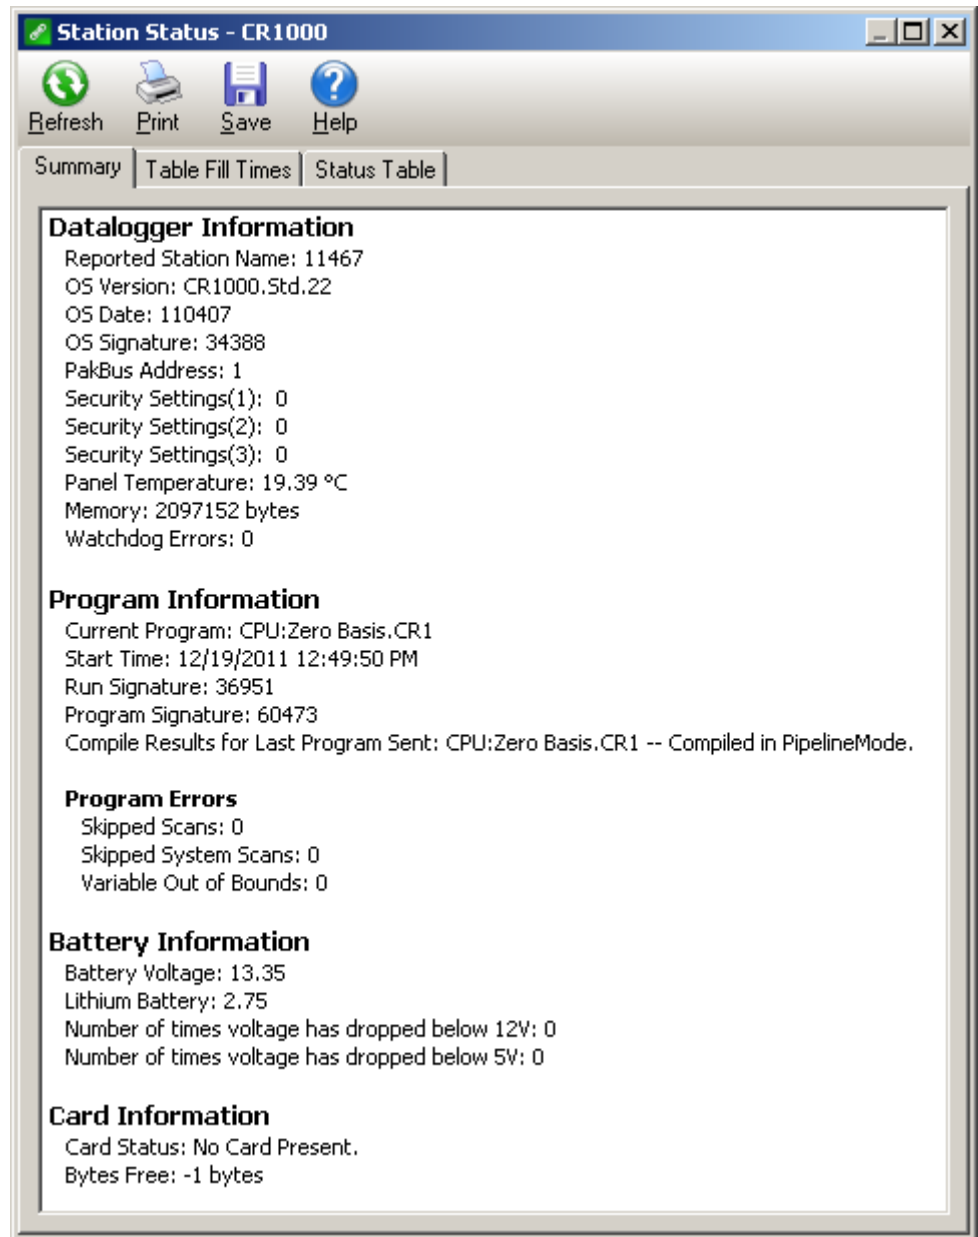 Station Status - CR1000
Refresh Print Save Help
Summary Table Fill Times Status Table
Datalogger Information
Reported Station Name: 11467
OS Version: CR1000.Std.22
OS Date: 110407
OS Signature: 34388
PakBus Address: 1
Security Settings(1):  0
Security Settings(2):  0
Security Settings(3):  0
Panel Temperature: 19.39 °C
Memory: 2097152 bytes
Watchdog Errors: 0
Program Information
Current Program: CPU:Zero Basis.CR1
Start Time: 12/19/2011 12:49:50 PM
Run Signature: 36951
Program Signature: 60473
Compile Results for Last Program Sent: CPU:Zero Basis.CR1 -- Compiled in PipelineMode.
Program Errors
Skipped Scans: 0
Skipped System Scans: 0
Variable Out of Bounds: 0
Battery Information
Battery Voltage: 13.35
Lithium Battery: 2.75
Number of times voltage has dropped below 12V: 0
Number of times voltage has dropped below 5V: 0
Card Information
Card Status: No Card Present.
Bytes Free: -1 bytes